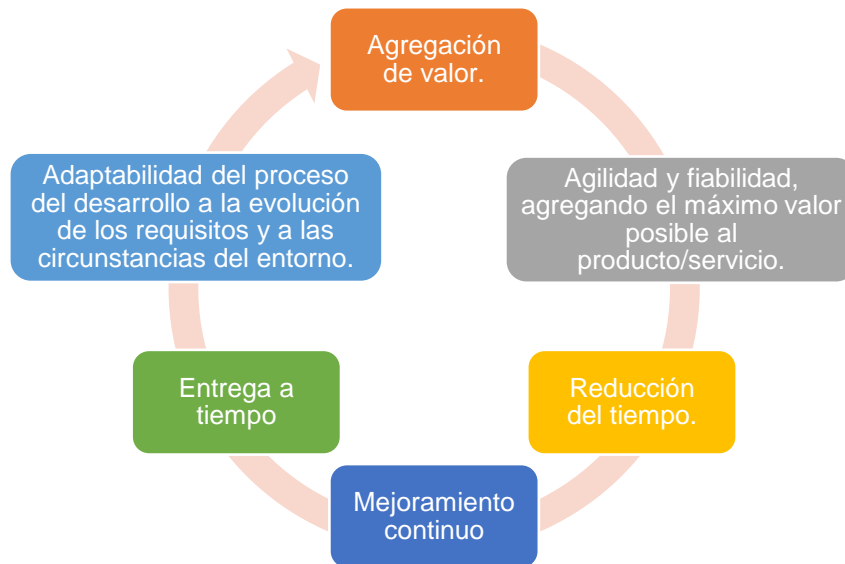 Agregación
de valor.
Agilidad y fiabilidad,
agregando el máximo valor
posible al
producto/servicio.
Reducción
del tiempo.
Mejoramiento
continuo
Entrega a
tiempo
Adaptabilidad del proceso
del desarrollo a la evolución
de los requisitos y a las
circunstancias del entorno.